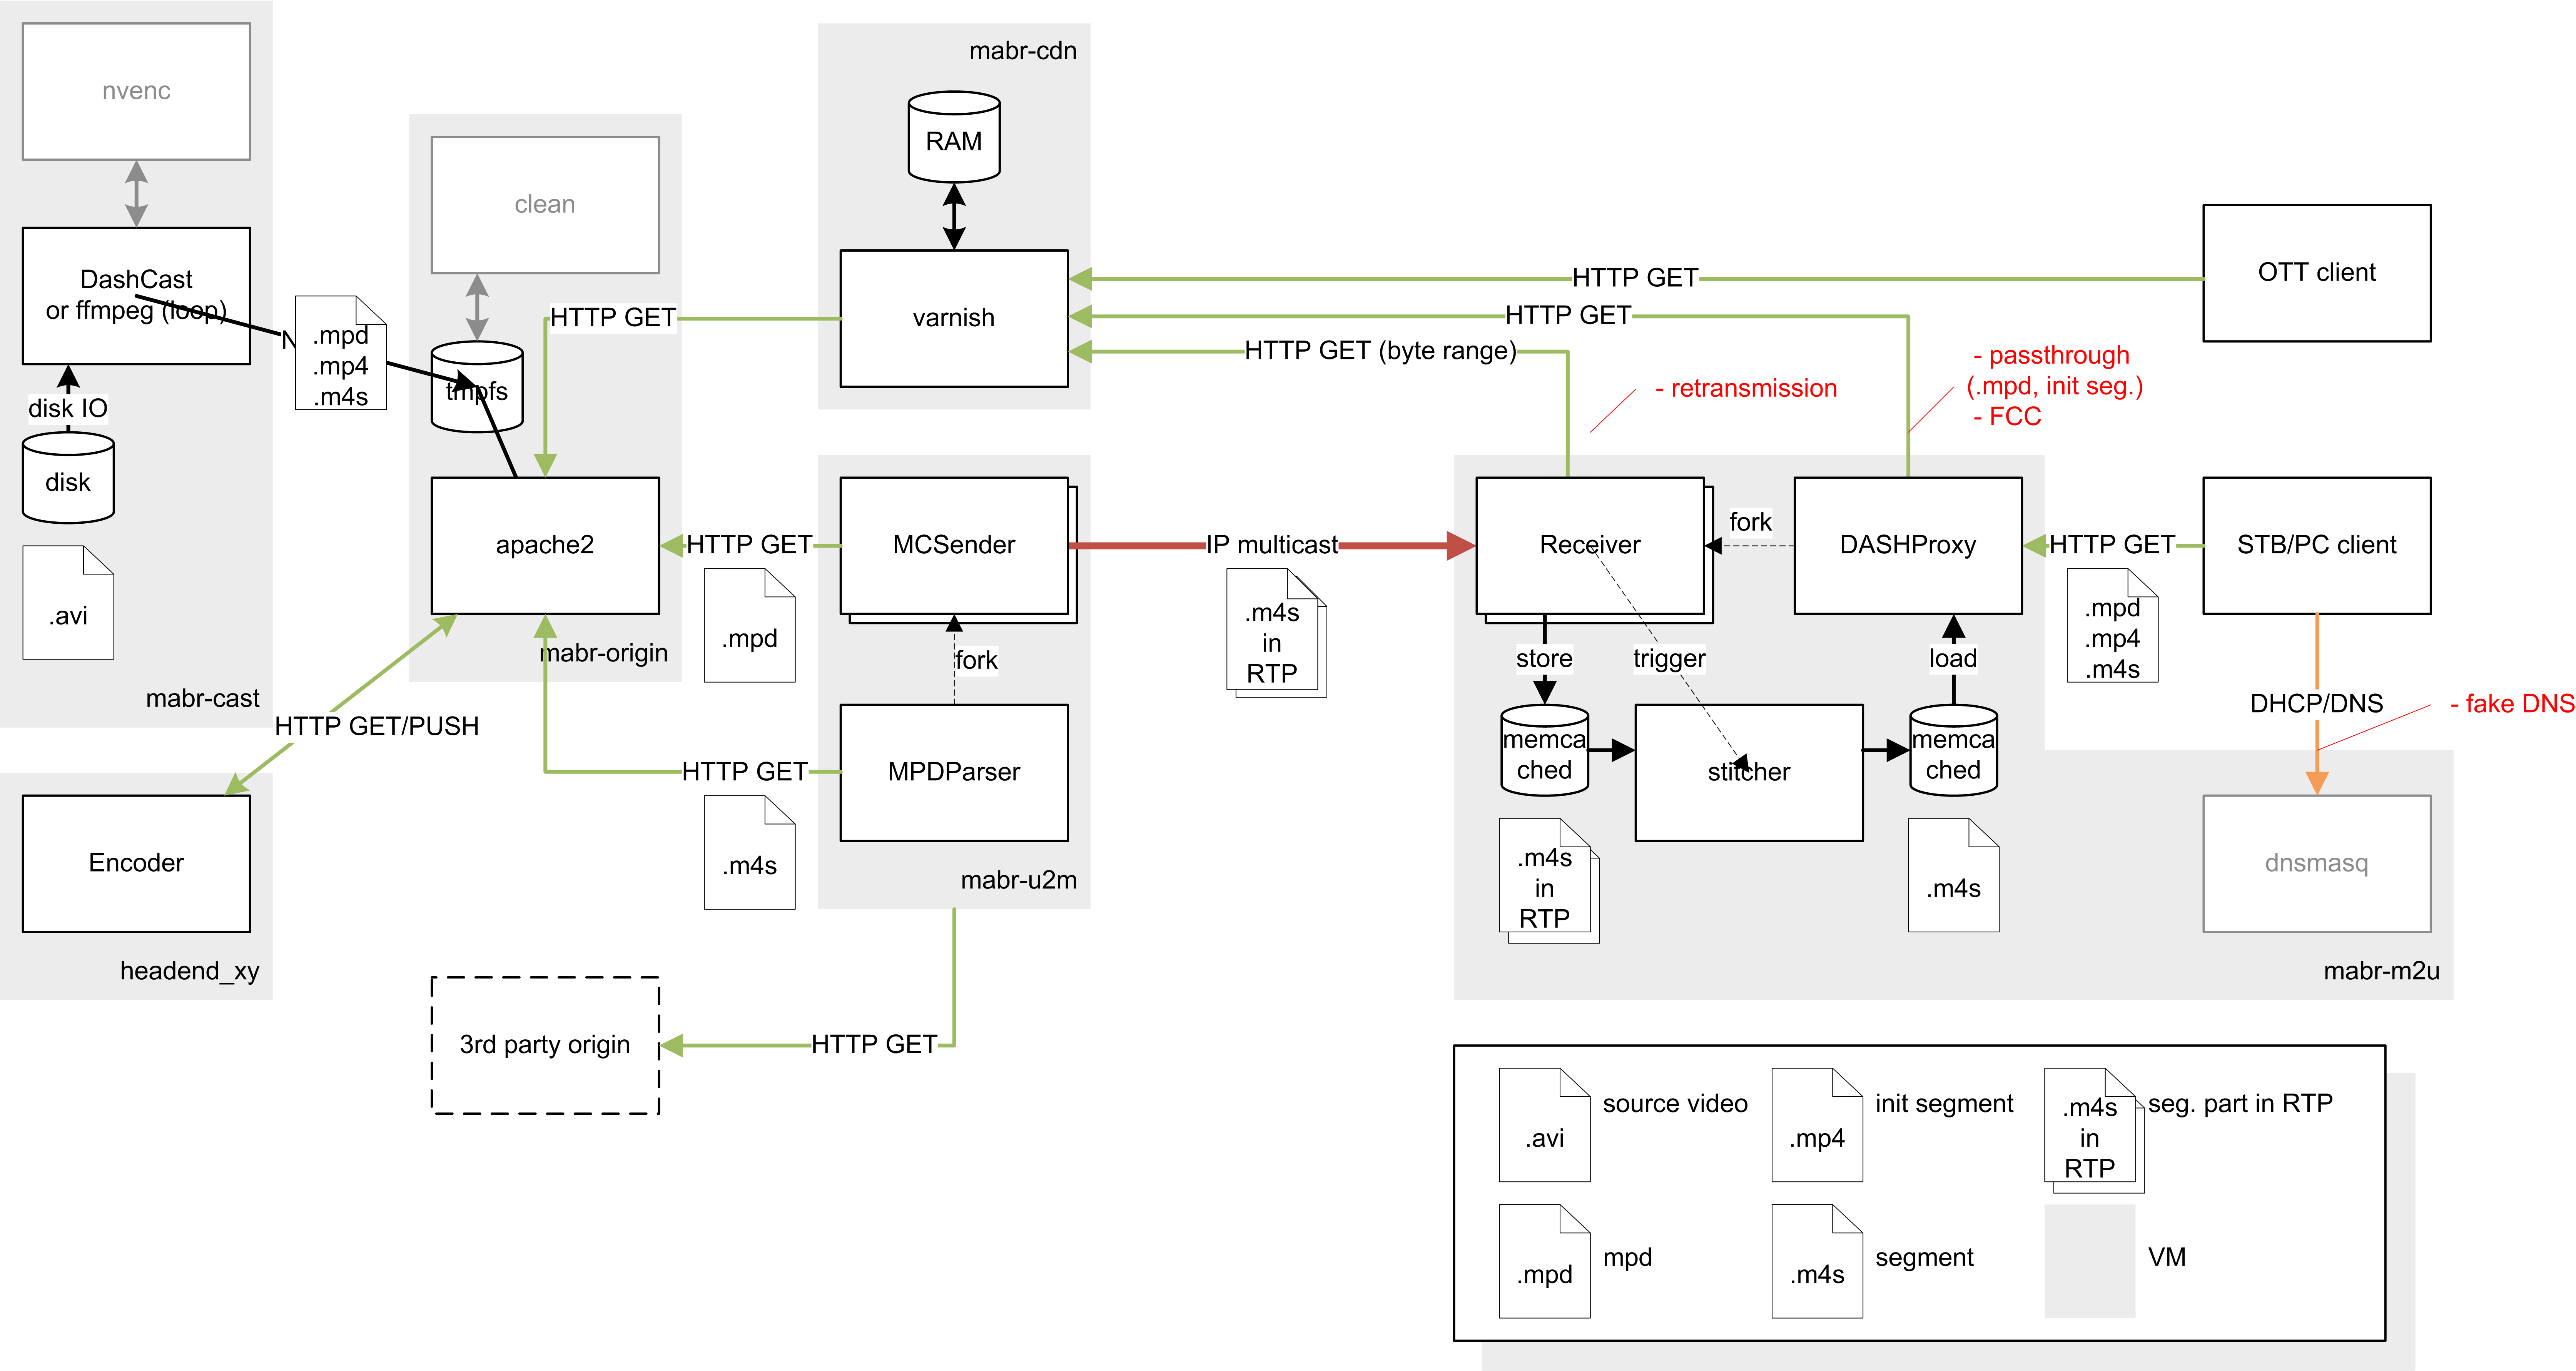 nvenc
DashCast
or ffmpeg (loop)
disk IO
disk
.avi
mabr-cast
.mpd
.mp4
.m4s
HTTP GET/PUSH
Encoder
headend_xy
clean
tmpfs
HTTP GET
apache2
mabr-origin
mabr-cdn
RAM
varnish
HTTP GET
HTTP GET
HTTP GET (byte range)
OTT client
- retransmission
- passthrough
(.mpd, init seg.)
- FCC
HTTP GET
.mpd
MCSender
fork
MPDParser
mabr-u2m
HTTP GET
.m4s
3rd party origin
HTTP GET
IP multicast
.m4s
in
RTP
Receiver
fork
DASHProxy
store
trigger
load
memca
ched
stitcher
memca
ched
.m4s
in
RTP
.m4s
HTTP GET
.mpd
.mp4
.m4s
STB/PC client
DHCP/DNS
- fake DNS
dnsmasq
mabr-m2u
.avi
source video
.mp4
init segment
.m4s
in
RTP
seg. part in RTP
.mpd
mpd
.m4s
segment
VM